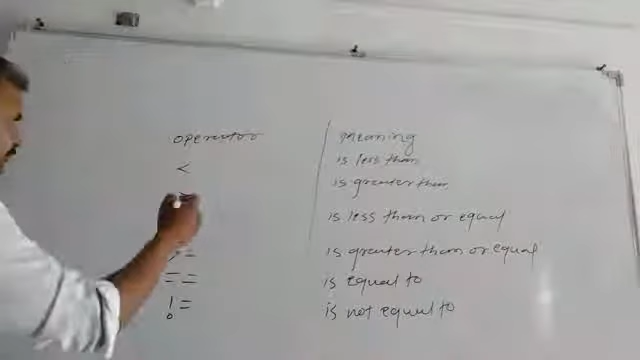 operator meaning
< is less than
> is greater than
is less than or equal
>= is greater than or equal
== is equal to
!= is not equal to